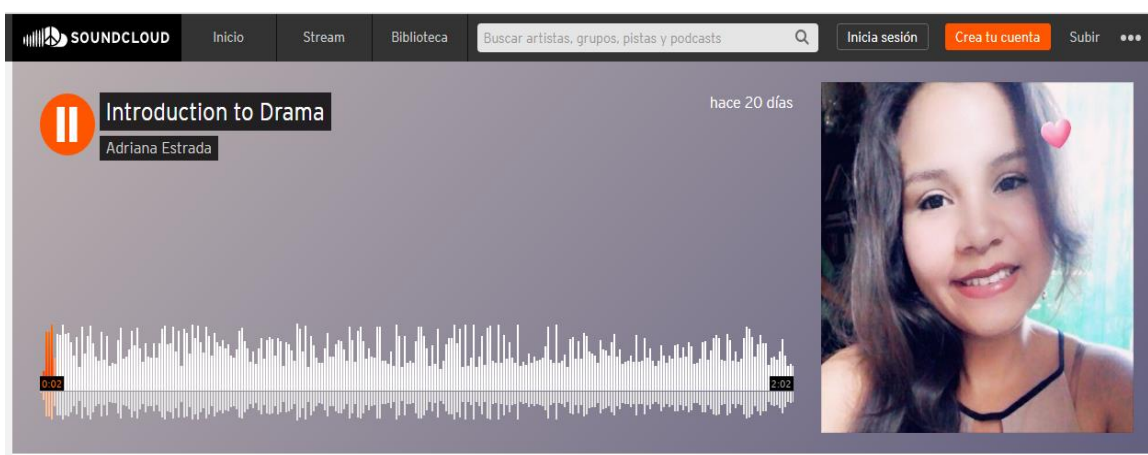 SOUNDCLOUD Inicio Stream Biblioteca Buscar artistas, grupos, pistas y podcasts Inicia sesión Crea tu cuenta Subir
Introduction to Drama hace 20 días
Adriana Estrada
0:02 2:02